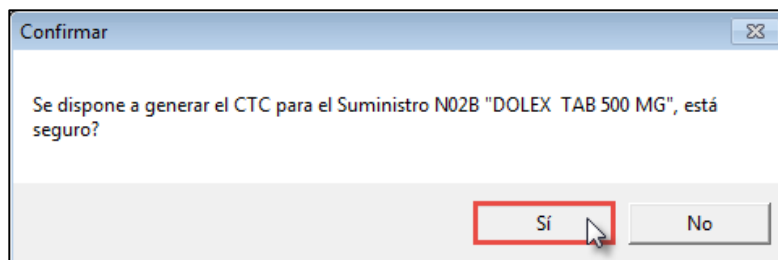 Confirmar
Se dispone a generar el CTC para el Suministro N02B "DOLEX  TAB 500 MG", está
seguro?
Sí
No